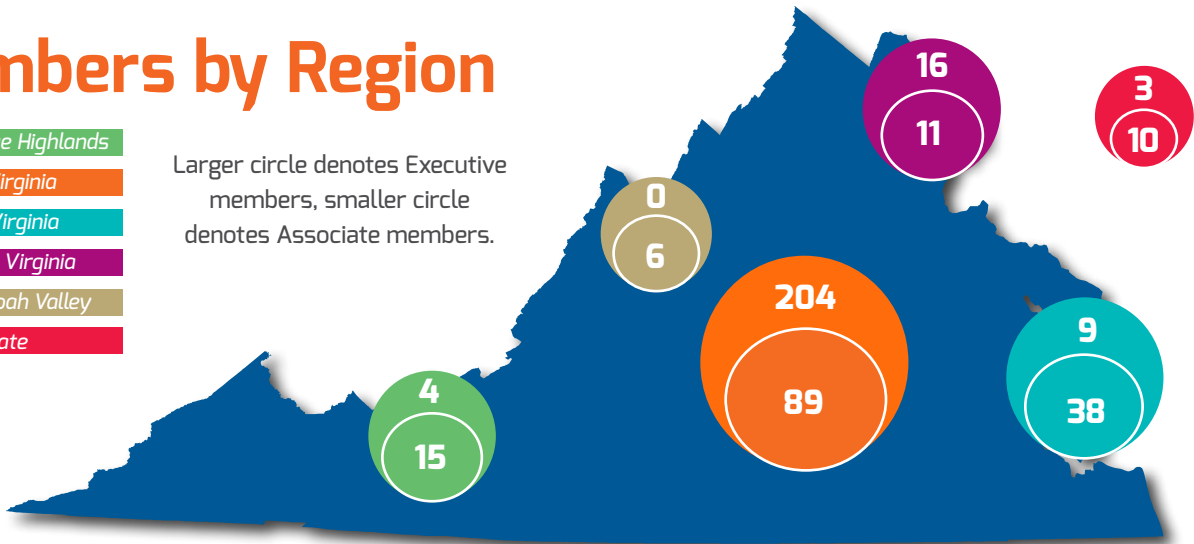 mbers by Region
e Highlands
irginia
Virginia
Virginia
oah Valley
ate
Larger circle denotes Executive
members, smaller circle
denotes Associate members.
16
11
3
10
0
6
204
89
9
38
4
15